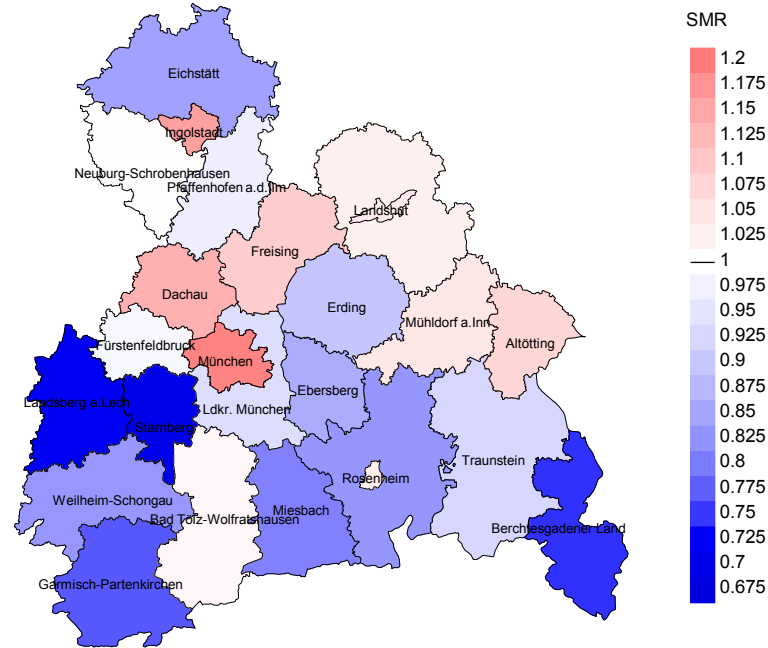 SMR
Eichstätt
Ingolstadt
Neuburg-Schrobenhausen
Pfaffenhofen a.d.Ilm
Landshut
Freising
Dachau
Erding
Mühldorf a.Inn
Altötting
Fürstenfeldbruck
München
Ebersberg
Landsberg a.Lech
Ldkr. München
Starnberg
Traunstein
Rosenheim
Weilheim-Schongau
Miesbach
Bad Tölz-Wolfratshausen
Berchtesgadener Land
Garmisch-Partenkirchen
1.2
1.175
1.15
1.125
1.1
1.075
1.05
1.025
1
0.975
0.95
0.925
0.9
0.875
0.85
0.825
0.8
0.775
0.75
0.725
0.7
0.675